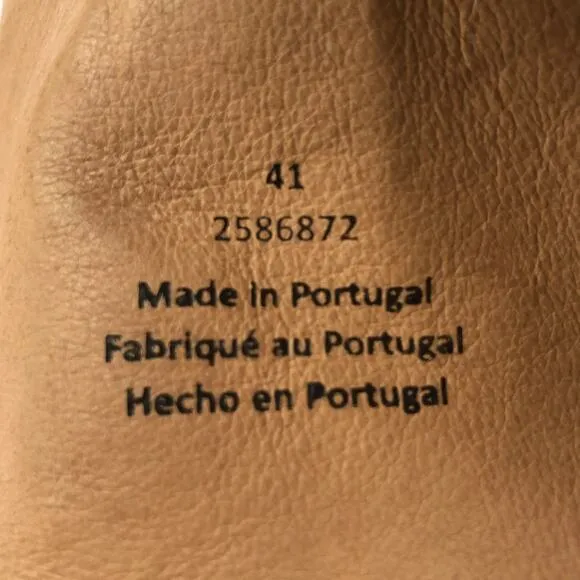 41
2586872
Made in Portugal
Fabriqué au Portugal
Hecho en Portugal